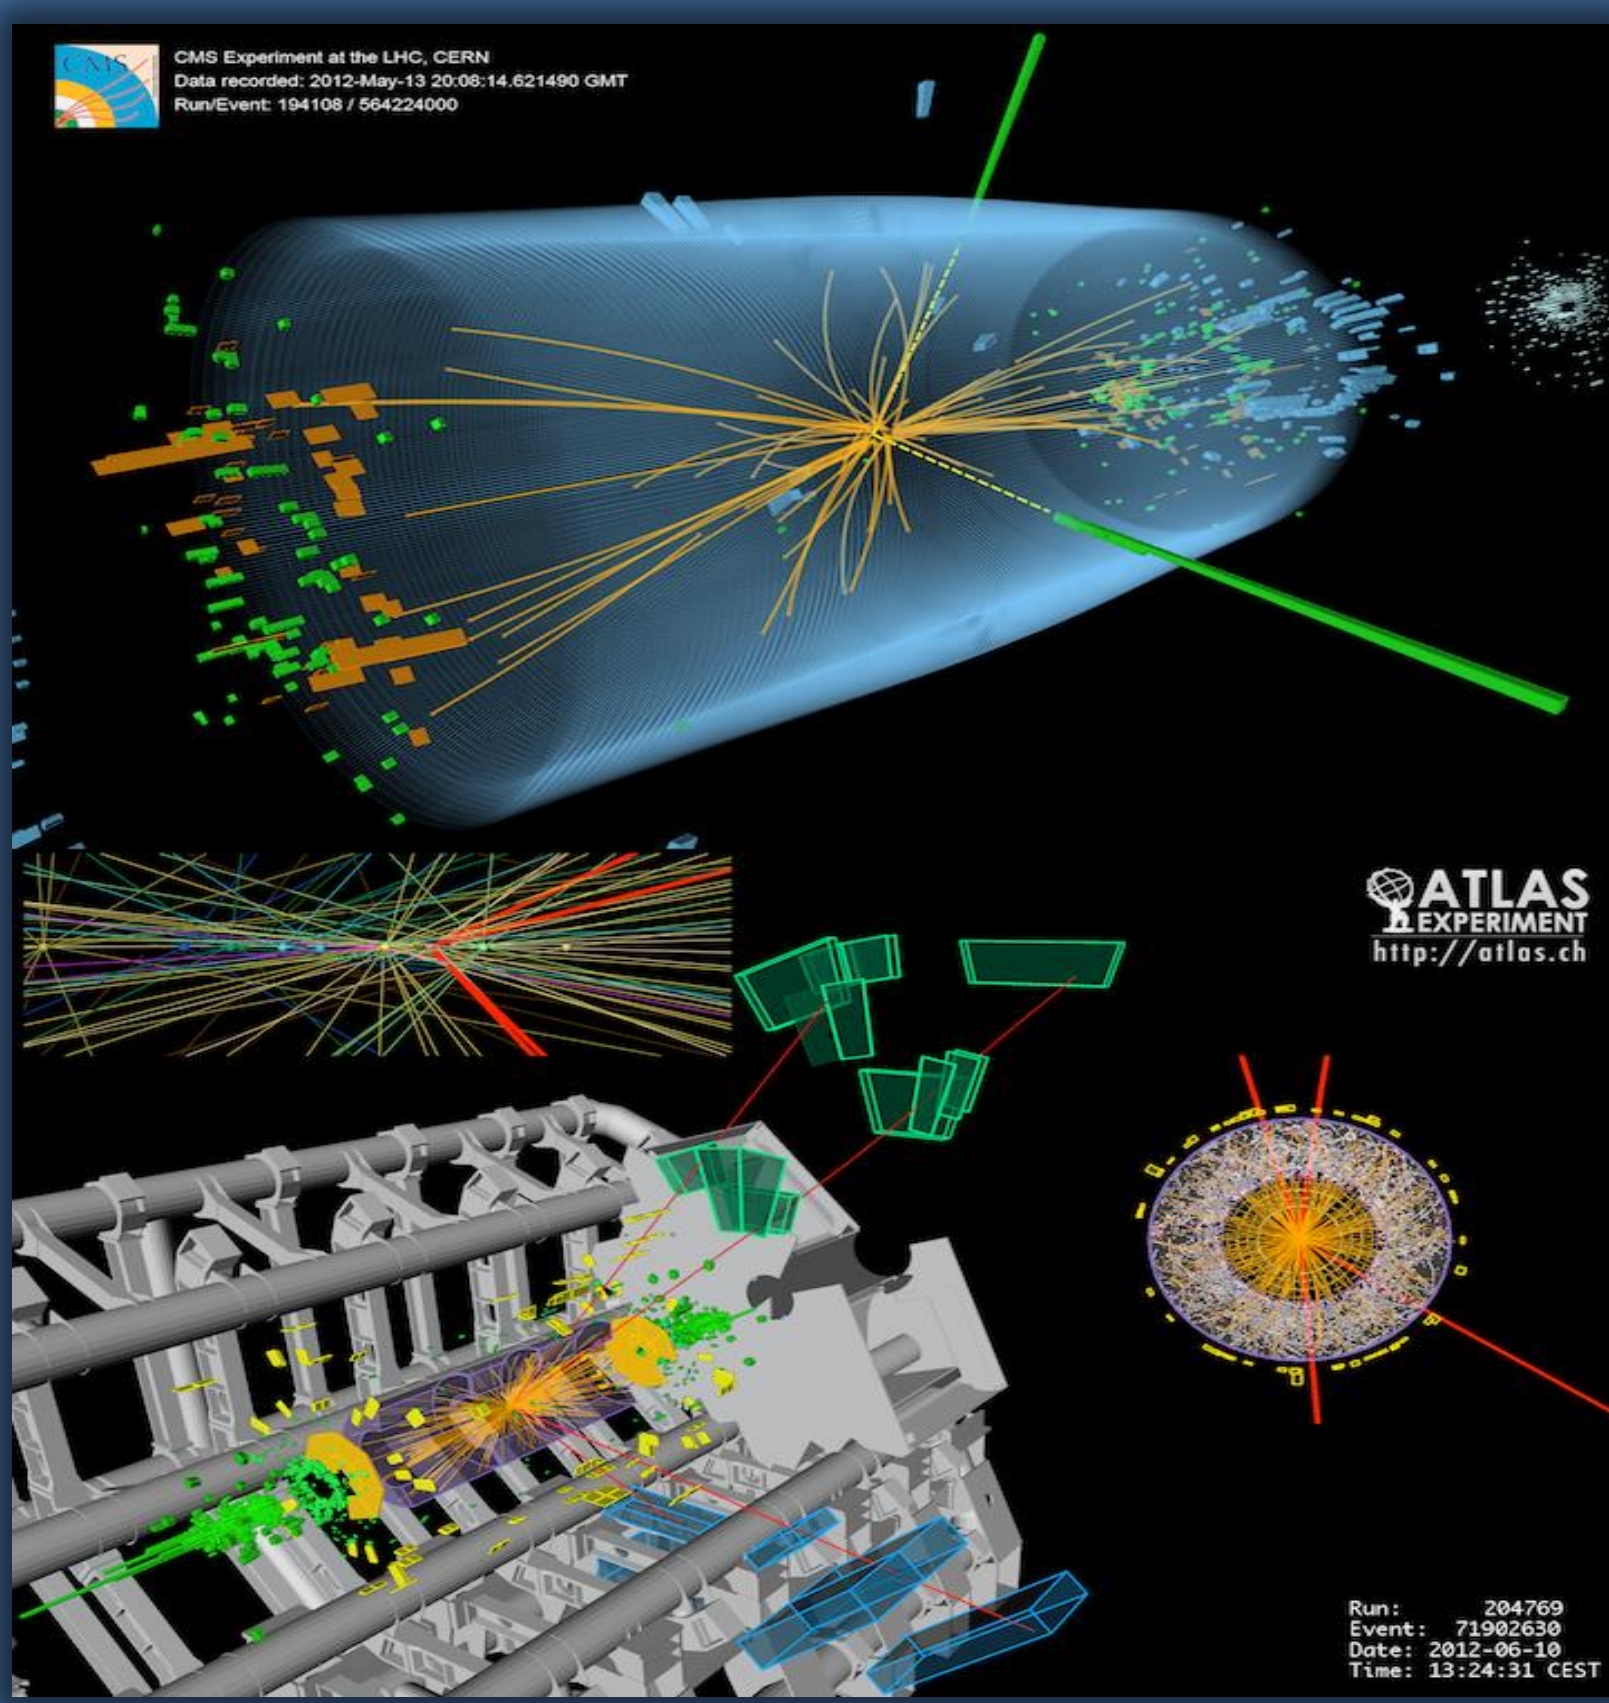 CMS
CMS Experiment at the LHC, CERN
Data recorded: 2012-May-13 20:08:14.621490 GMT
Run/Event: 194108 / 564224000
ATLAS
EXPERIMENT
http://atlas.ch
Run: 204769
Event: 71902630
Date: 2012-06-10
Time: 13:24:31 CEST